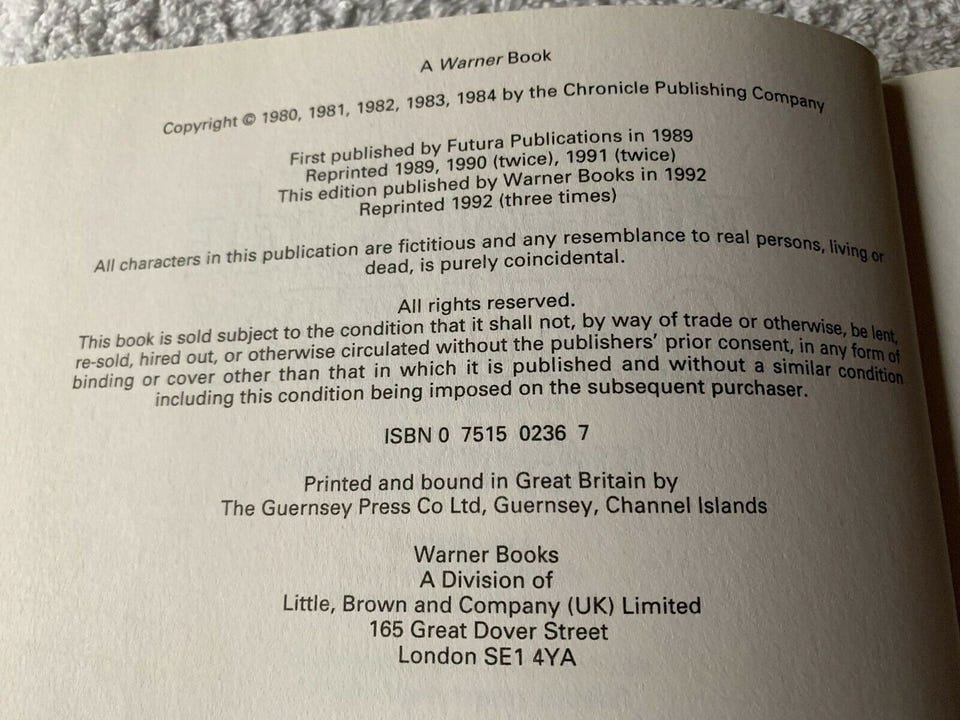 A Warner Book
Copyright © 1980, 1981, 1982, 1983, 1984 by the Chronicle Publishing Company
First published by Futura Publications in 1989
Reprinted 1989, 1990 (twice), 1991 (twice)
This edition published by Warner Books in 1992
Reprinted 1992 (three times)
All characters in this publication are fictitious and any resemblance to real persons, living or
dead, is purely coincidental.
All rights reserved.
This book is sold subject to the condition that it shall not, by way of trade or otherwise, be lent,
re-sold, hired out, or otherwise circulated without the publishers' prior consent, in any form of
binding or cover other than that in which it is published and without a similar condition
including this condition being imposed on the subsequent purchaser.
ISBN 0 7515 0236 7
Printed and bound in Great Britain by
The Guernsey Press Co Ltd, Guernsey, Channel Islands
Warner Books
A Division of
Little, Brown and Company (UK) Limited
165 Great Dover Street
London SE1 4YA